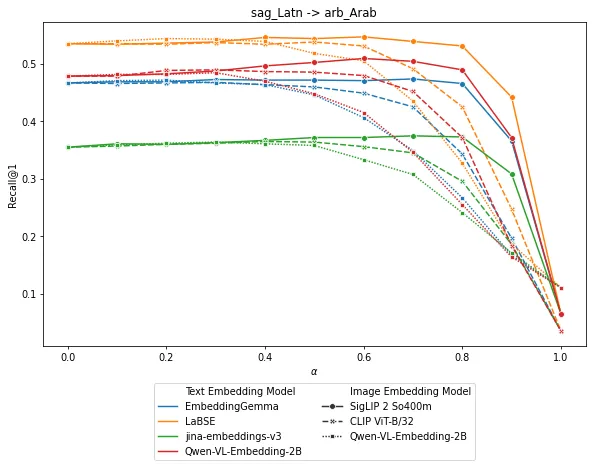 sag_Latn -> arb_Arab
Recall@1
0.5
0.4
0.3
0.2
0.1
0.0 0.2 0.4 0.6 0.8 1.0
α
Text Embedding Model Image Embedding Model
EmbeddingGemma SigLIP 2 So400m
LaBSE CLIP ViT-B/32
jina-embeddings-v3 Qwen-VL-Embedding-2B
Qwen-VL-Embedding-2B